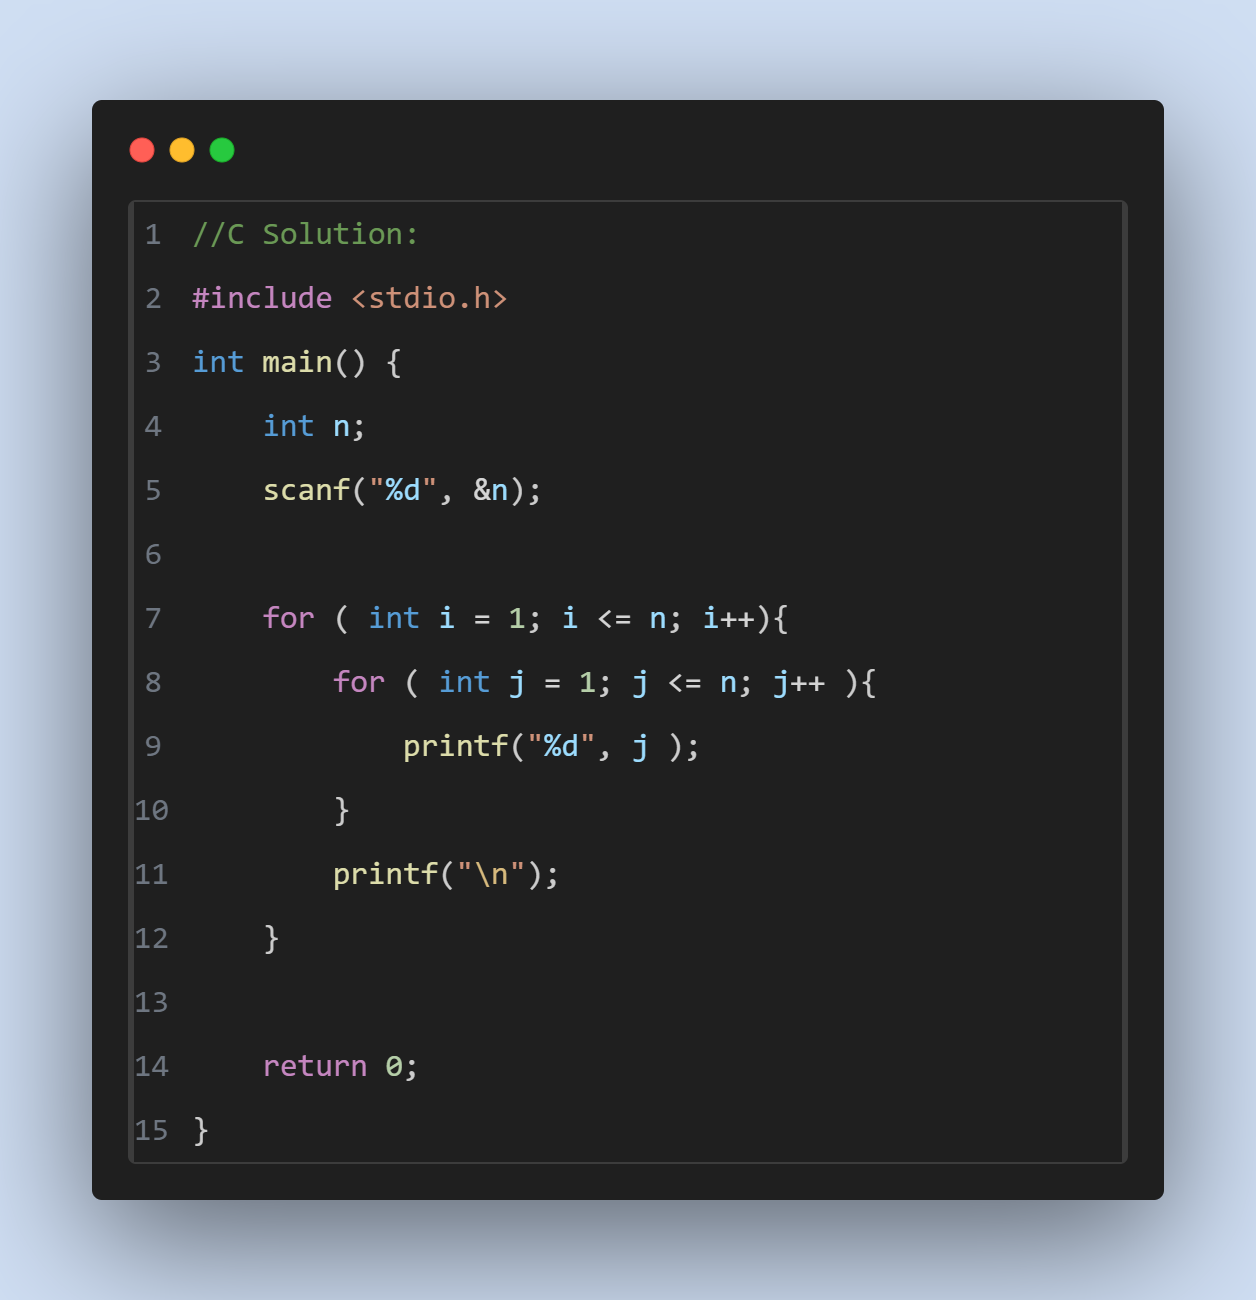 1 //C Solution:
2 #include <stdio.h>
3 int main() {
4     int n;
5     scanf("%d", &n);
6
7     for ( int i = 1; i <= n; i++){
8         for ( int j = 1; j <= n; j++ ){
9             printf("%d", j );
10         }
11         printf("\n");
12     }
13
14     return 0;
15 }